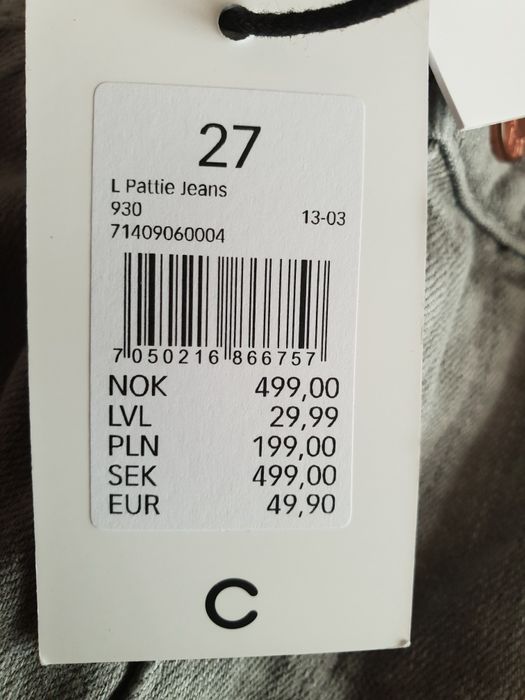 27
L Pattie Jeans
930 13-03
71409060004
7 050216 866757
NOK 499,00
LVL 29,99
PLN 199,00
SEK 499,00
EUR 49,90
C